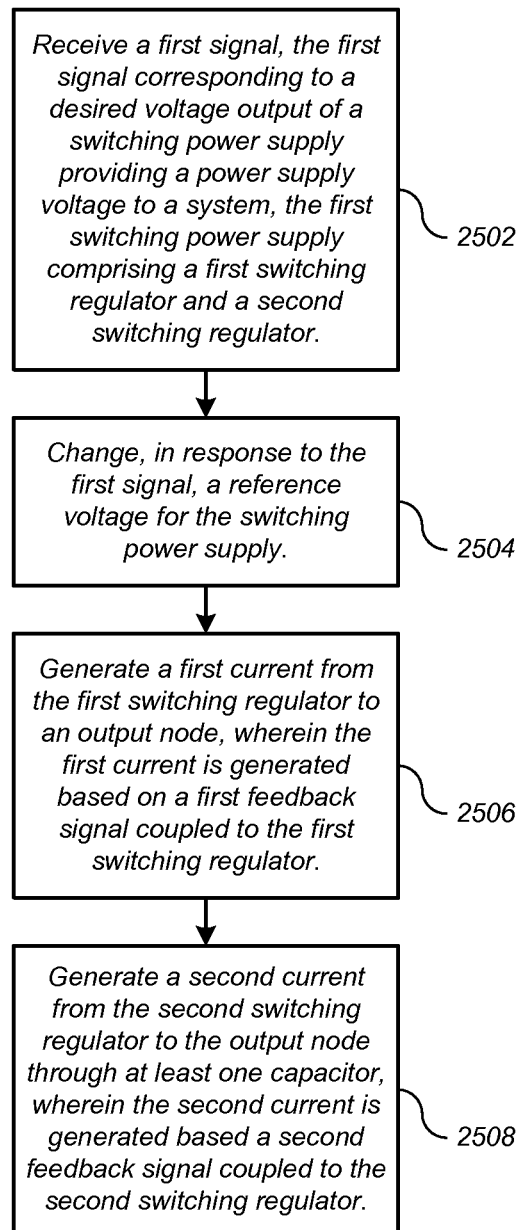 Receive a first signal, the first
signal corresponding to a
desired voltage output of a
switching power supply
providing a power supply
voltage to a system, the first
switching power supply
comprising a first switching
regulator and a second
switching regulator.
2502
Change, in response to the
first signal, a reference
voltage for the switching
power supply.
2504
Generate a first current from
the first switching regulator to
an output node, wherein the
first current is generated
based on a first feedback
signal coupled to the first
switching regulator.
2506
Generate a second current
from the second switching
regulator to the output node
through at least one capacitor,
wherein the second current is
generated based a second
feedback signal coupled to the
second switching regulator.
2508